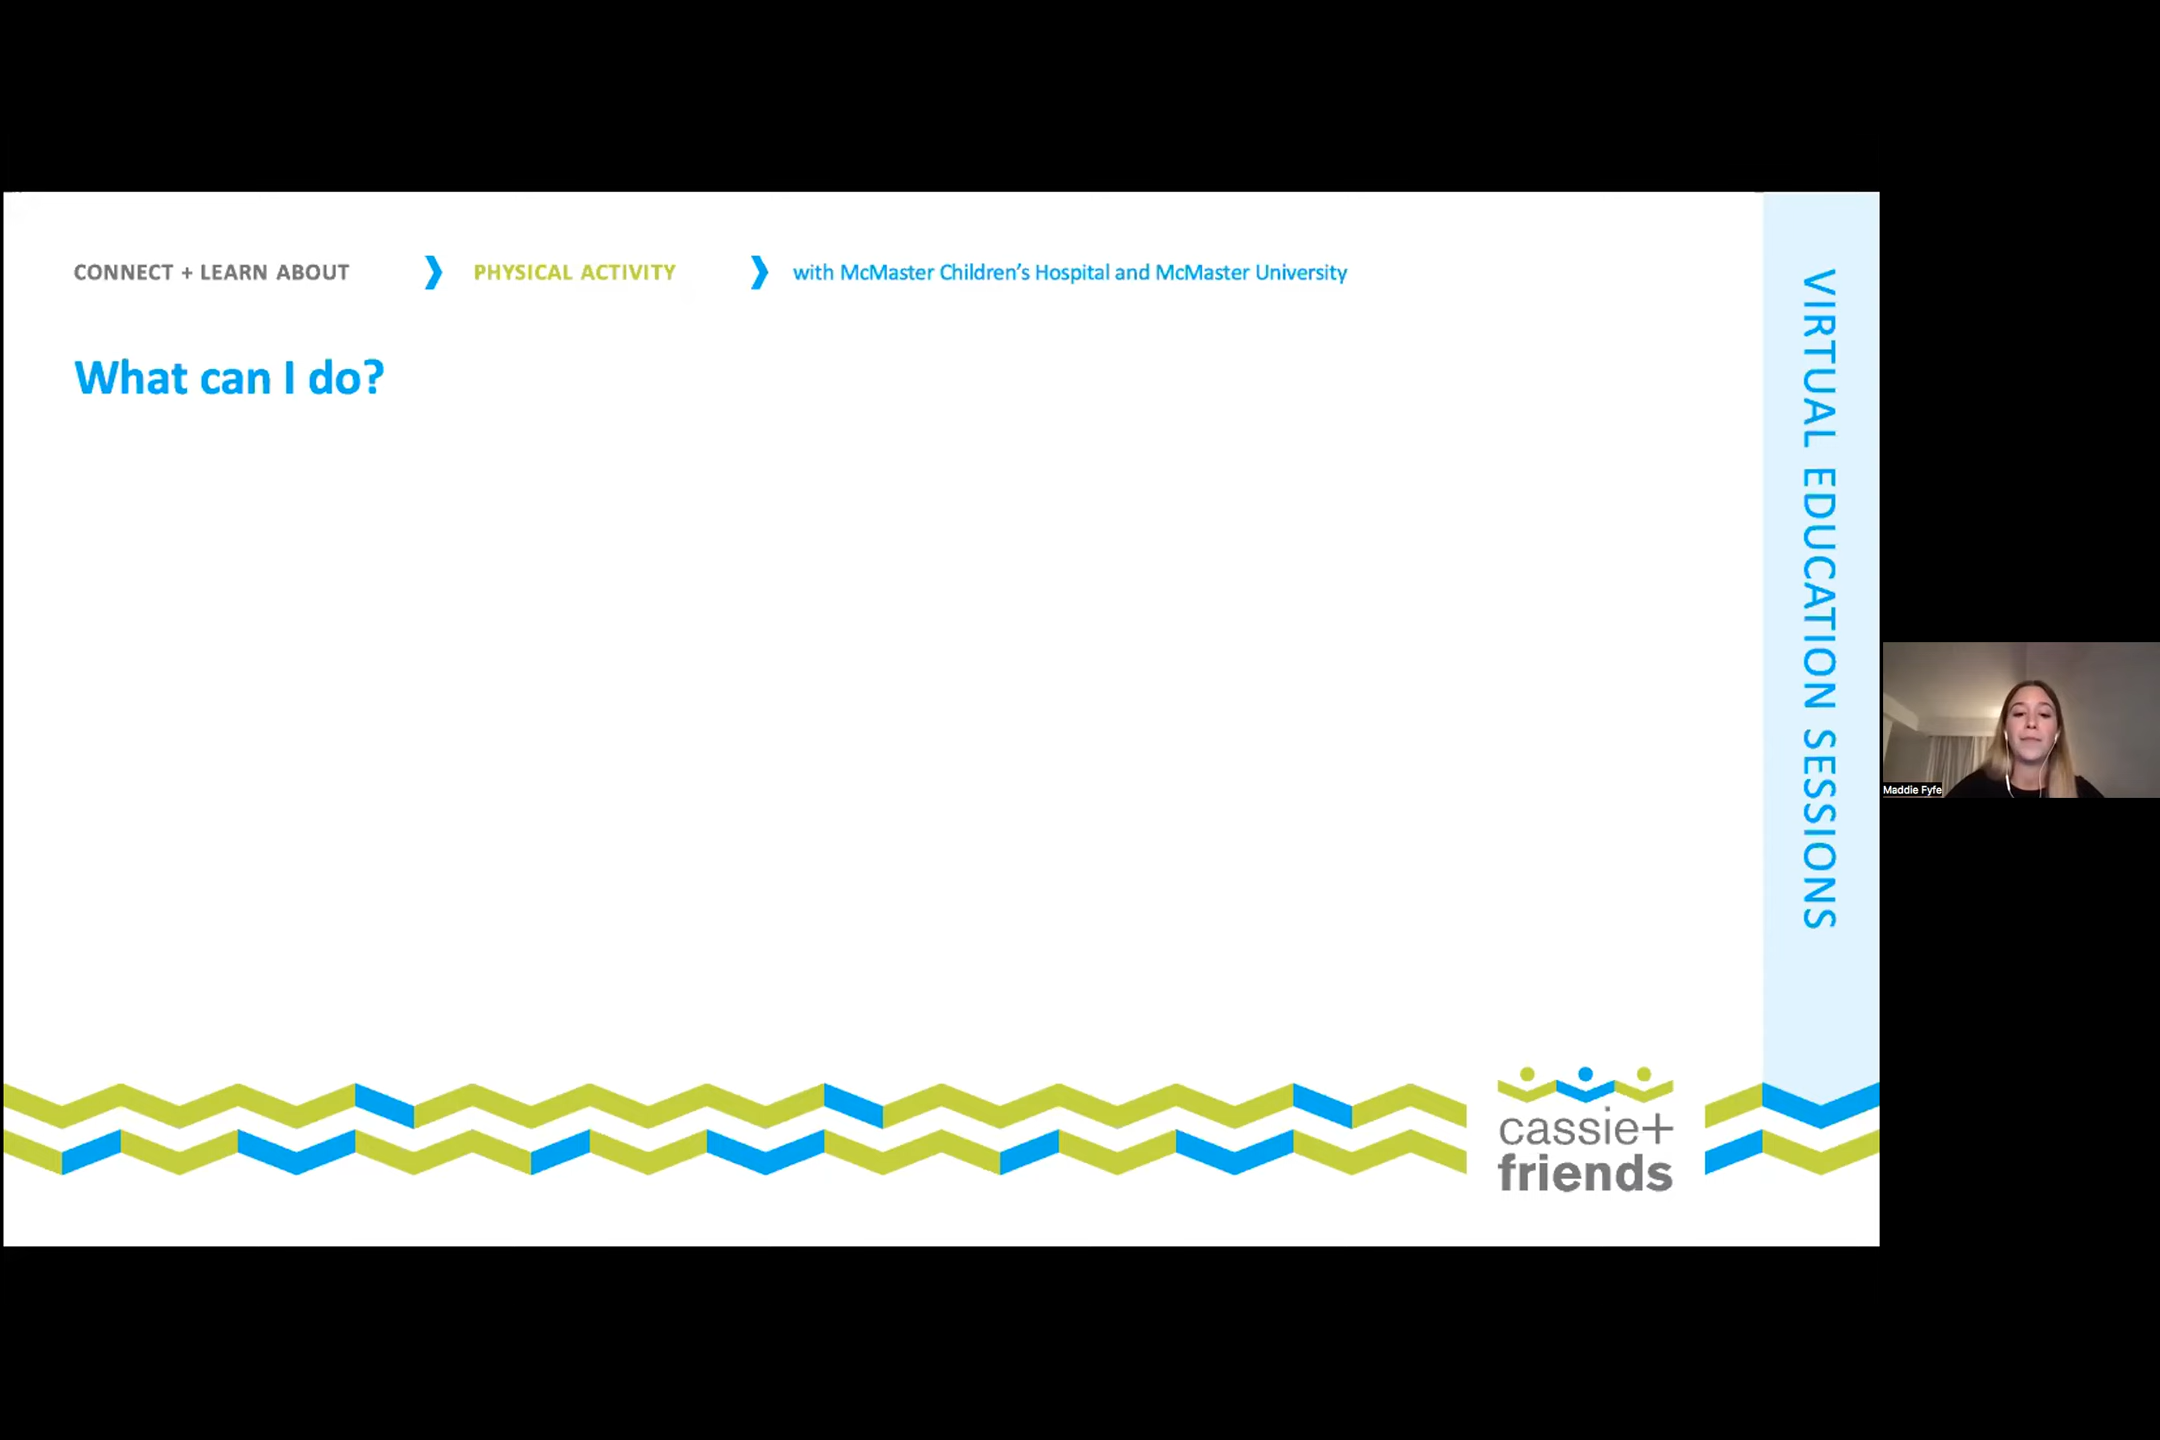 CONNECT + LEARN ABOUT ❯ PHYSICAL ACTIVITY ❯ with McMaster Children’s Hospital and McMaster University
What can I do?
VIRTUAL EDUCATION SESSIONS
Maddie Fyfe
cassie+
friends